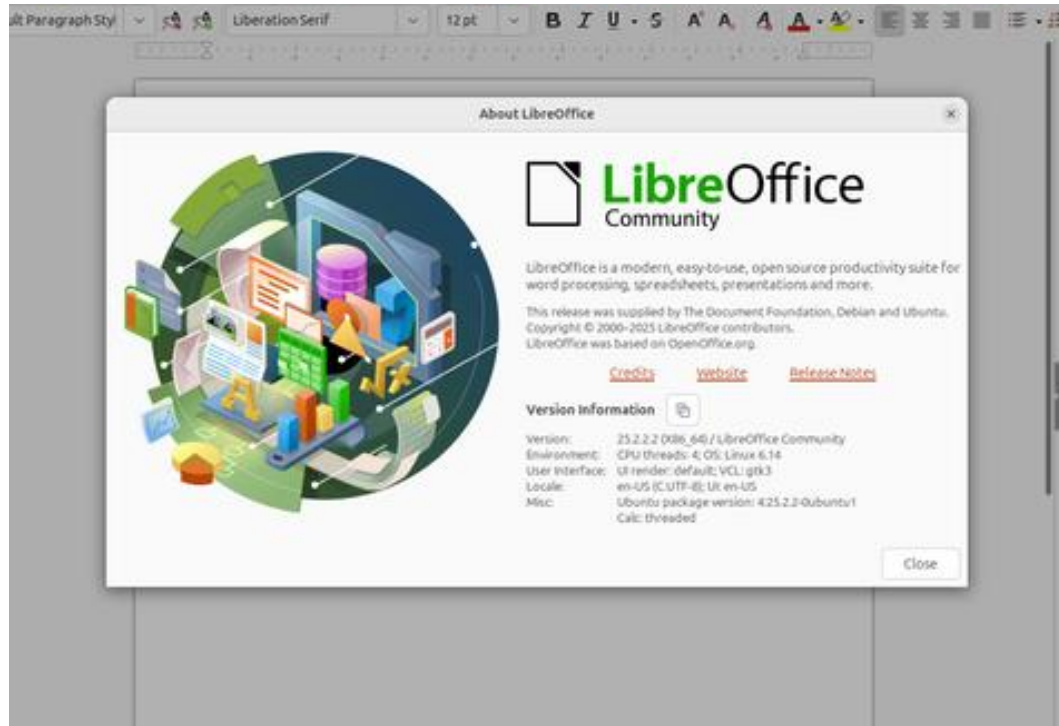 ult Paragraph Styl Liberation Serif 12 pt B I U S A A A A
About LibreOffice
LibreOffice
Community
LibreOffice is a modern, easy-to-use, open source productivity suite for
word processing, spreadsheets, presentations and more.
This release was supplied by The Document Foundation, Debian and Ubuntu.
Copyright © 2000–2025 LibreOffice contributors.
LibreOffice was based on OpenOffice.org.
Credits Website Release Notes
Version Information
Version: 25.2.2.2 (X86_64) / LibreOffice Community
Environment: CPU threads: 4; OS: Linux 6.14
User Interface: UI render: default; VCL: gtk3
Locale: en-US (C.UTF-8); UI: en-US
Misc: Ubuntu package version: 4:25.2.2-0ubuntu1
Calc: threaded
Close